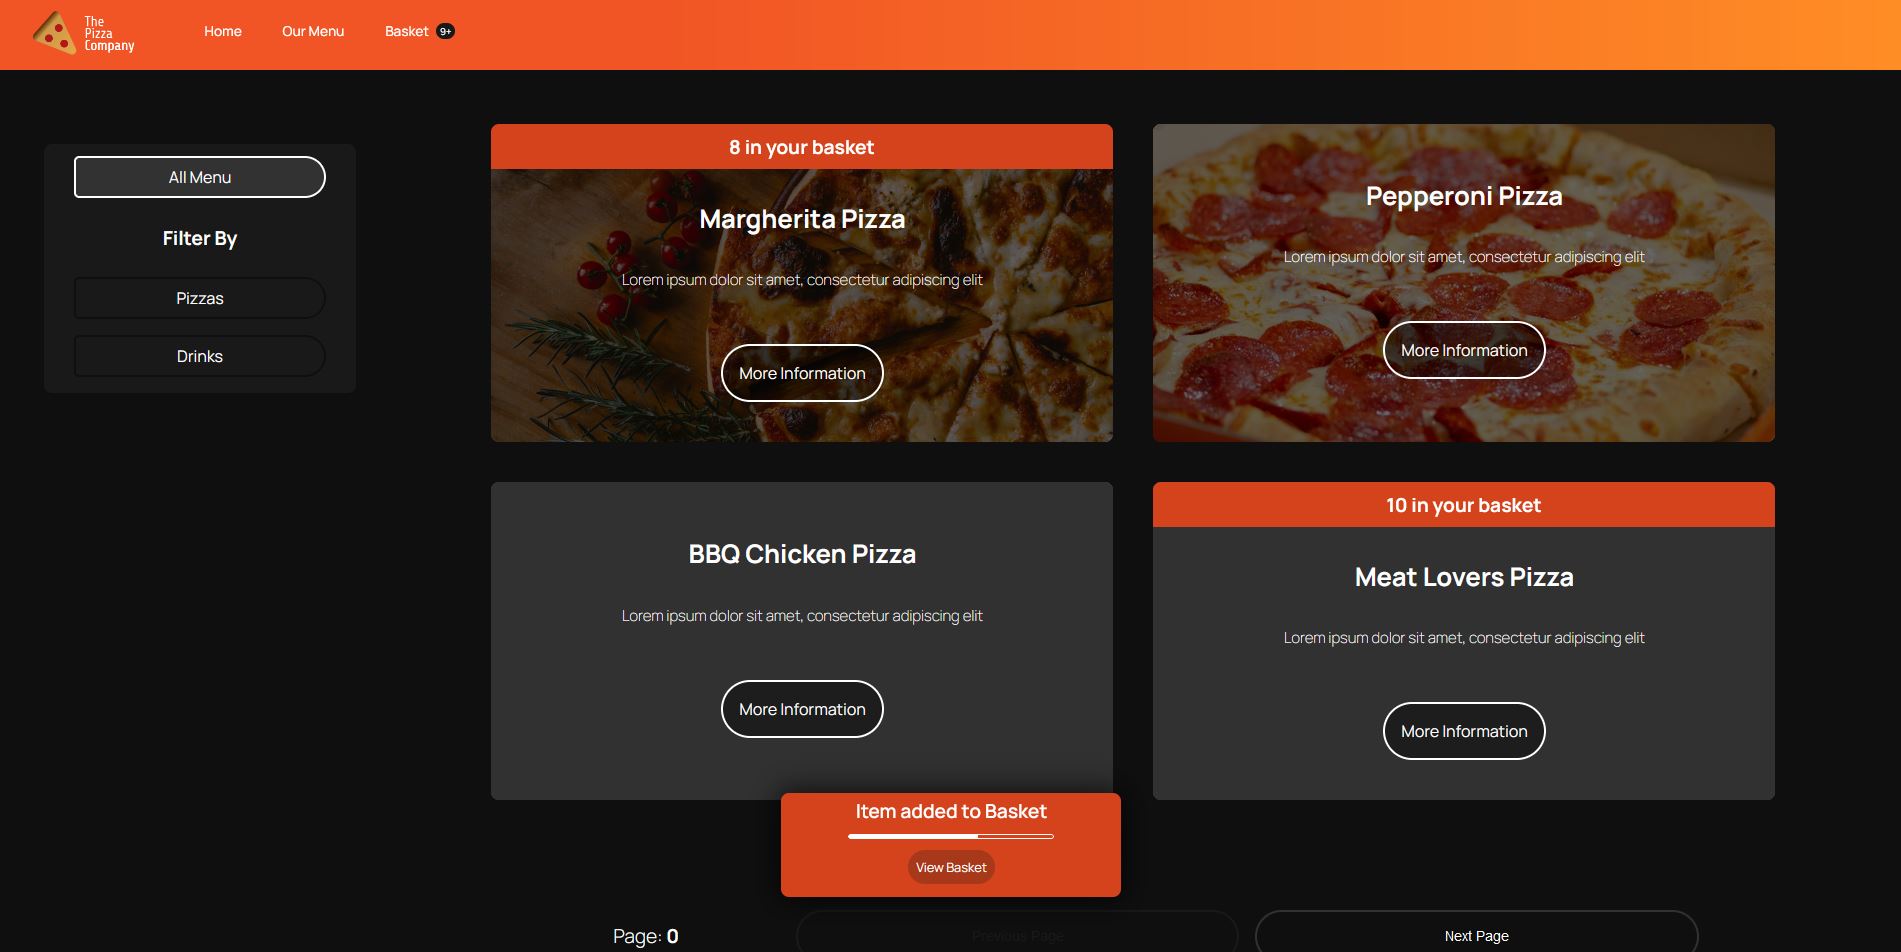 The
Pizza
Company
Home
Our Menu
Basket 9+
All Menu
Filter By
Pizzas
Drinks
8 in your basket
Margherita Pizza
Lorem ipsum dolor sit amet, consectetur adipiscing elit
More Information
Pepperoni Pizza
Lorem ipsum dolor sit amet, consectetur adipiscing elit
More Information
BBQ Chicken Pizza
Lorem ipsum dolor sit amet, consectetur adipiscing elit
More Information
10 in your basket
Meat Lovers Pizza
Lorem ipsum dolor sit amet, consectetur adipiscing elit
More Information
Item added to Basket
View Basket
Page: 0
Previous Page
Next Page